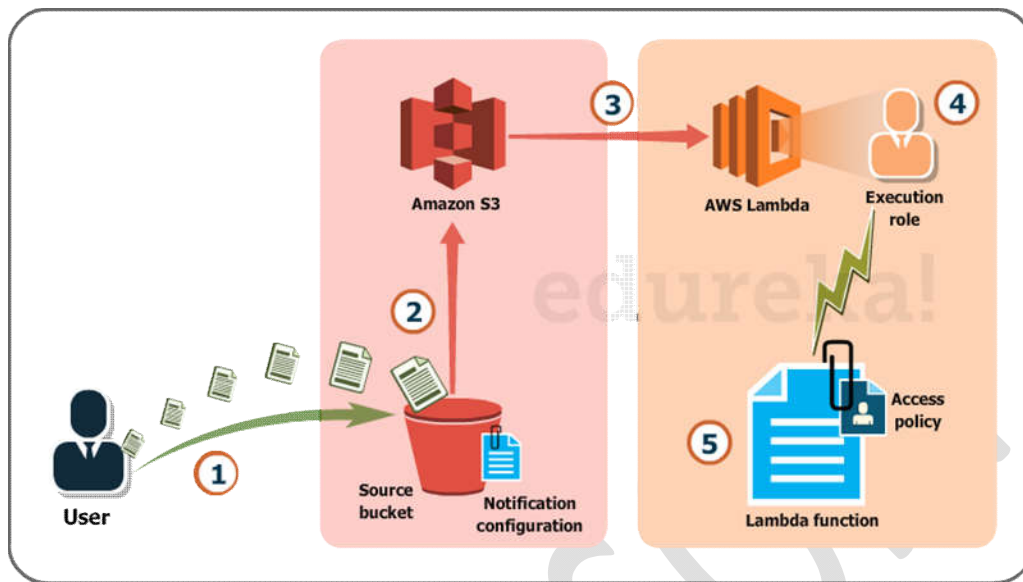 3
4
Amazon S3
AWS Lambda
Execution
role
edureka!
2
Access
policy
5
1
Source
bucket
Notification
configuration
User
Lambda function